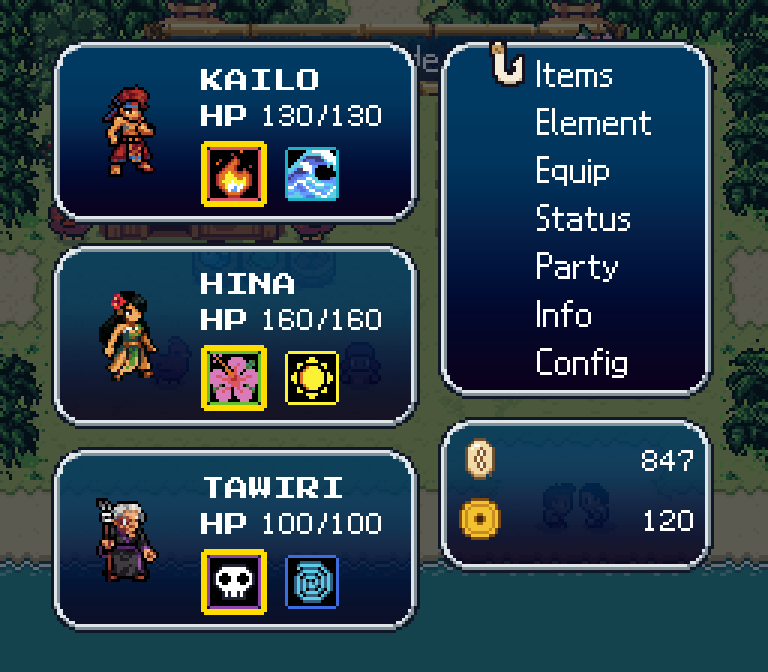 KAILO
HP 130/130
HINA
HP 160/160
TAWIRI
HP 100/100
Items
Element
Equip
Status
Party
Info
Config
847
120